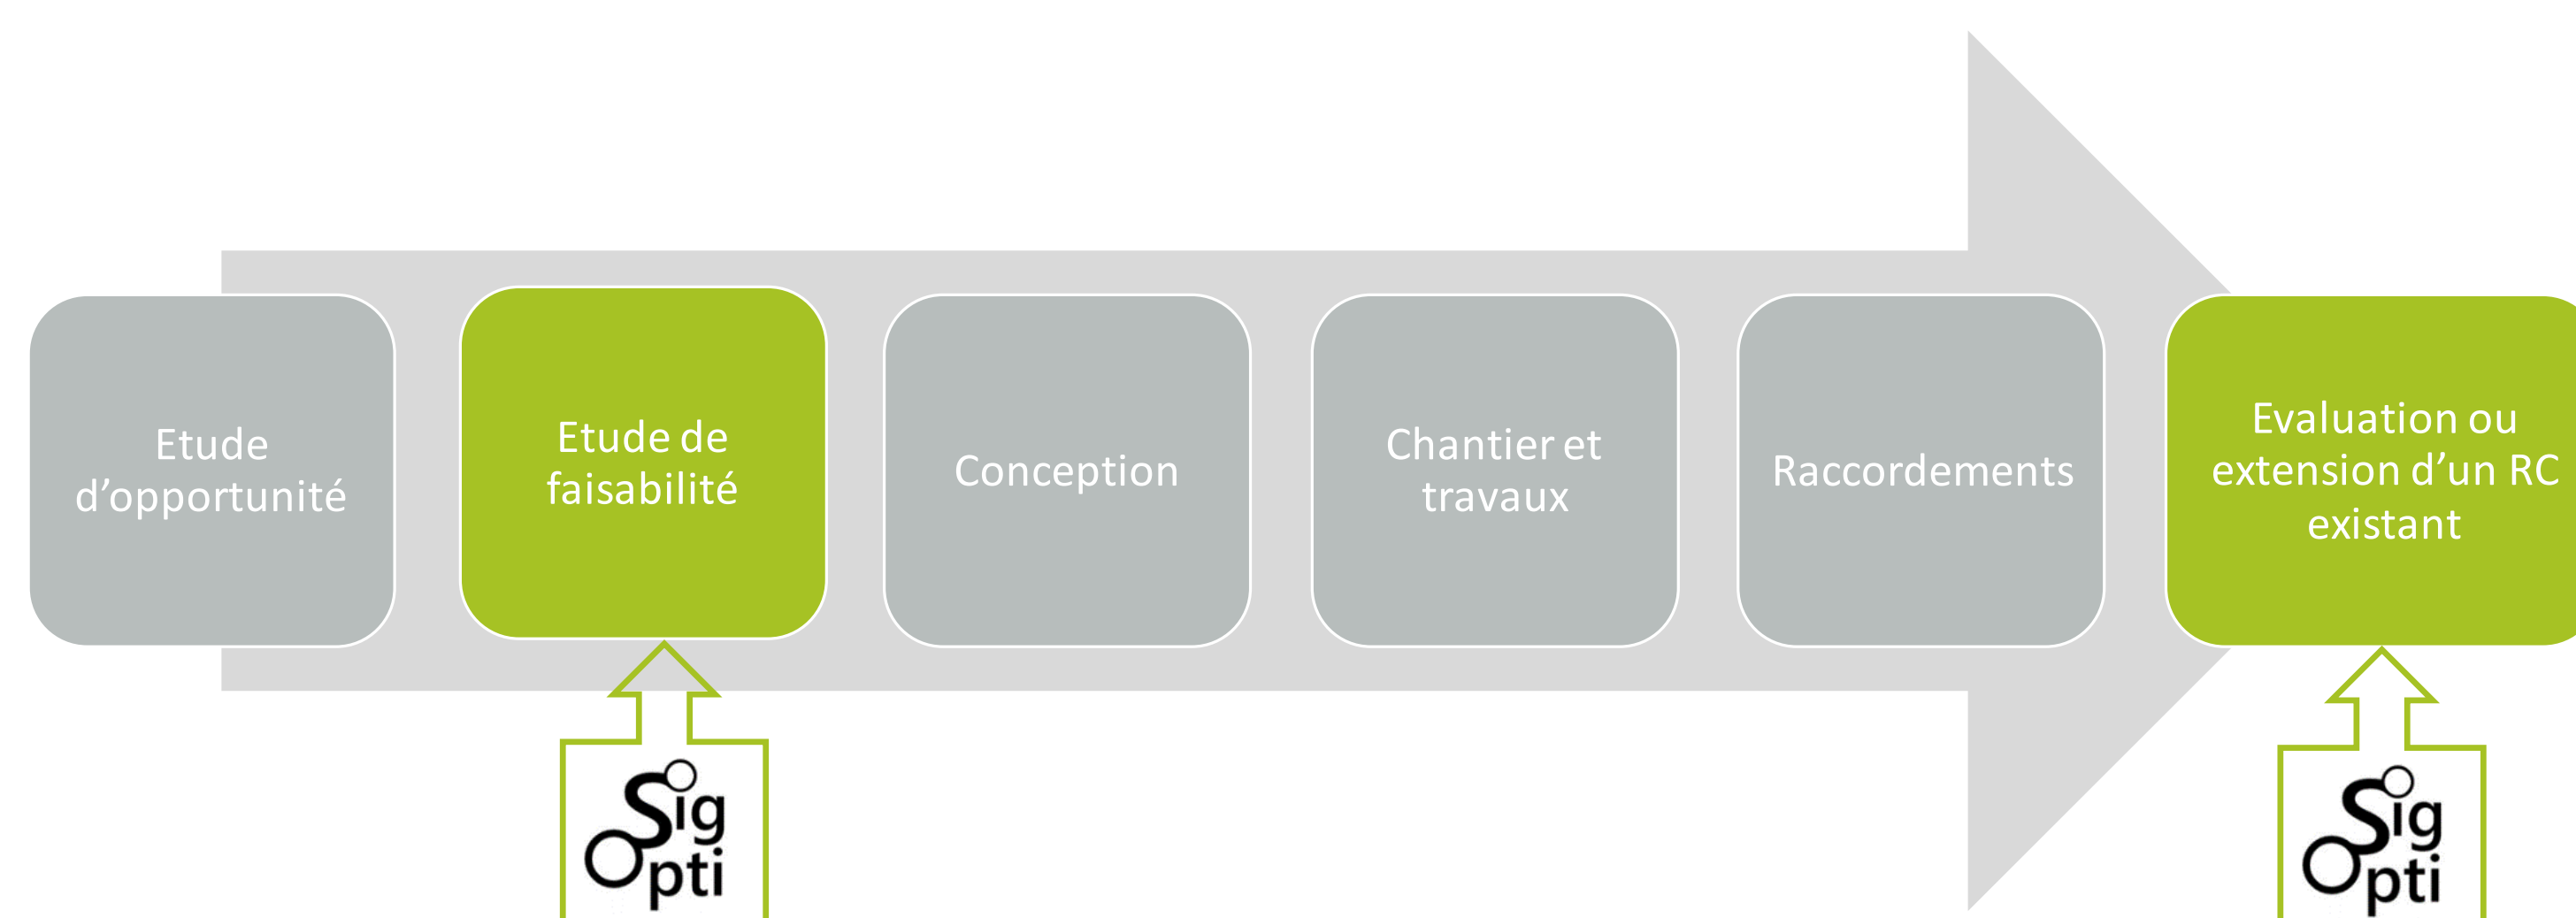 Etude
d’opportunité
Etude de
faisabilité
Conception
Chantier et
travaux
Raccordements
Evaluation ou
extension d’un RC
existant
Sig
Opti
Sig
Opti